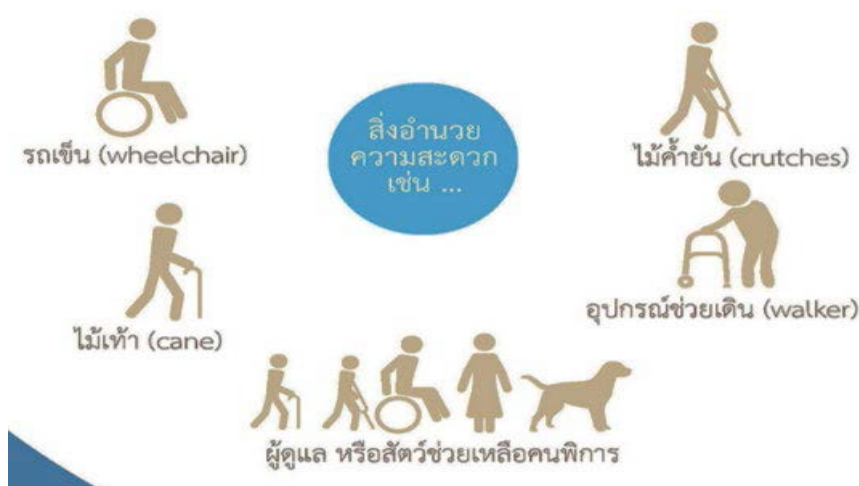 สิ่งอำนวย
ความสะดวก
เช่น ...
รถเข็น (wheelchair)
ไม้ค้ำยัน (crutches)
ไม้เท้า (cane)
อุปกรณ์ช่วยเดิน (walker)
ผู้ดูแล หรือสัตว์ช่วยเหลือคนพิการ